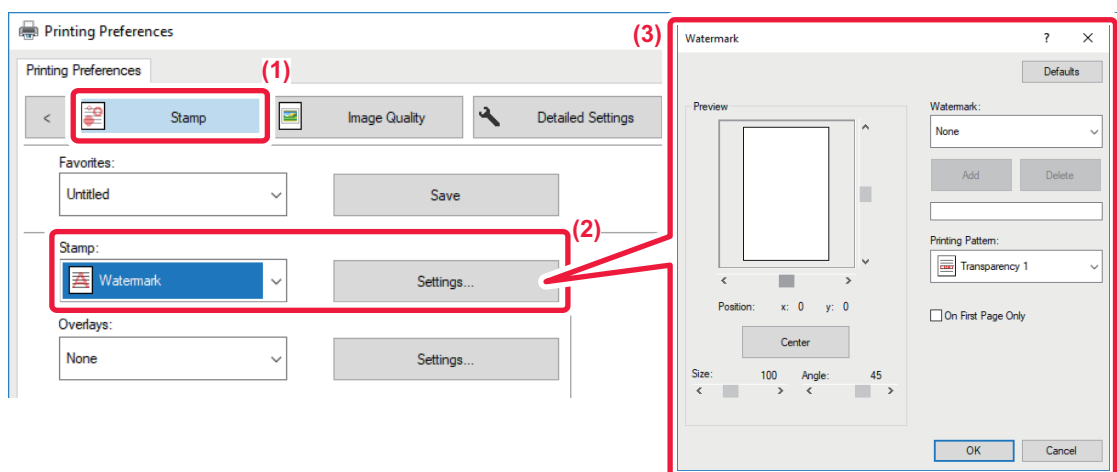 Printing Preferences
Printing Preferences
(1)
< Stamp Image Quality Detailed Settings
Favorites:
Untitled Save
(2)
Stamp:
Watermark Settings...
Overlays:
None Settings...
(3)
Watermark ? ×
Defaults
Preview
Watermark:
None
Add Delete
Printing Pattern:
Transparency 1
Position: x: 0 y: 0
On First Page Only
Center
Size: 100 Angle: 45
< > < >
OK Cancel